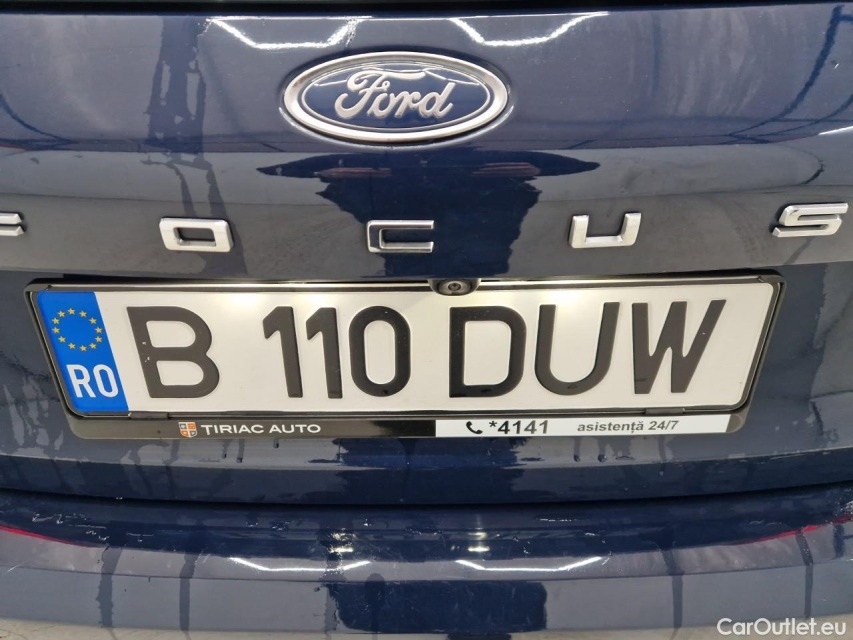 Ford
FOCUS
RO B 110 DUW
TIRIAC AUTO *4141 asistență 24/7
CarOutlet.eu